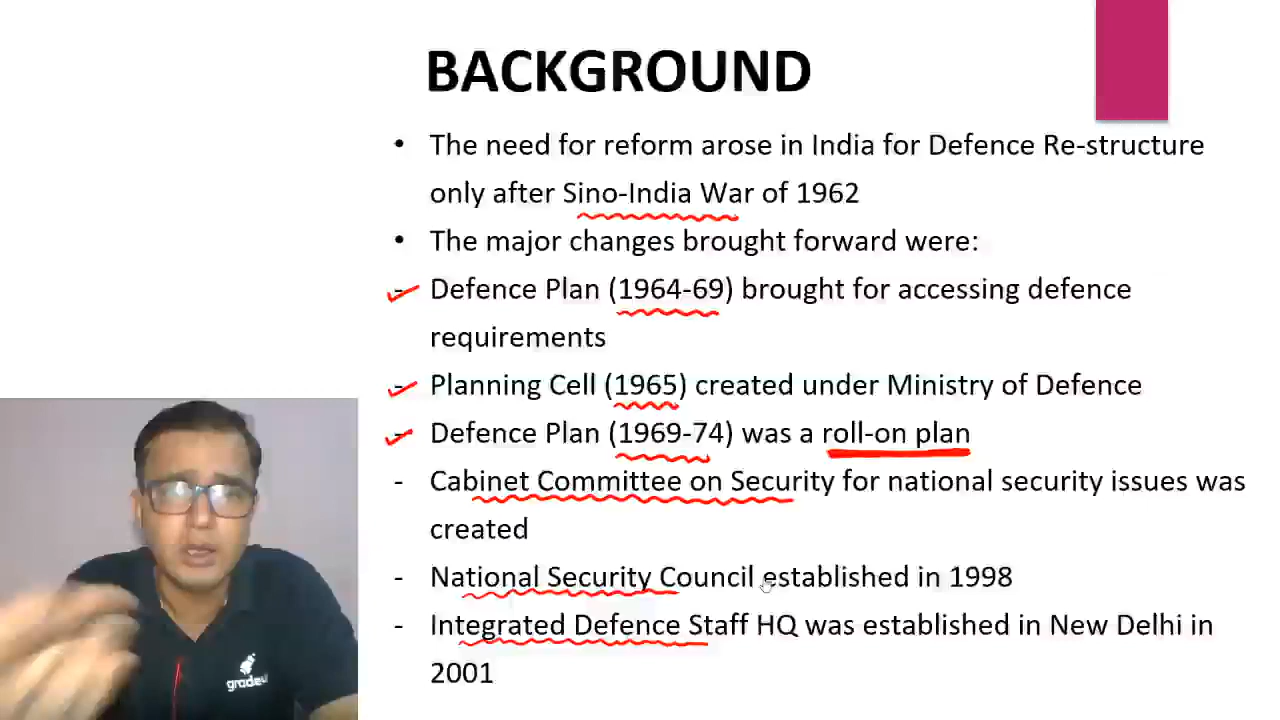 BACKGROUND
• The need for reform arose in India for Defence Re-structure
only after Sino-India War of 1962
• The major changes brought forward were:
- Defence Plan (1964-69) brought for accessing defence
requirements
- Planning Cell (1965) created under Ministry of Defence
- Defence Plan (1969-74) was a roll-on plan
- Cabinet Committee on Security for national security issues was
created
- National Security Council established in 1998
- Integrated Defence Staff HQ was established in New Delhi in
2001